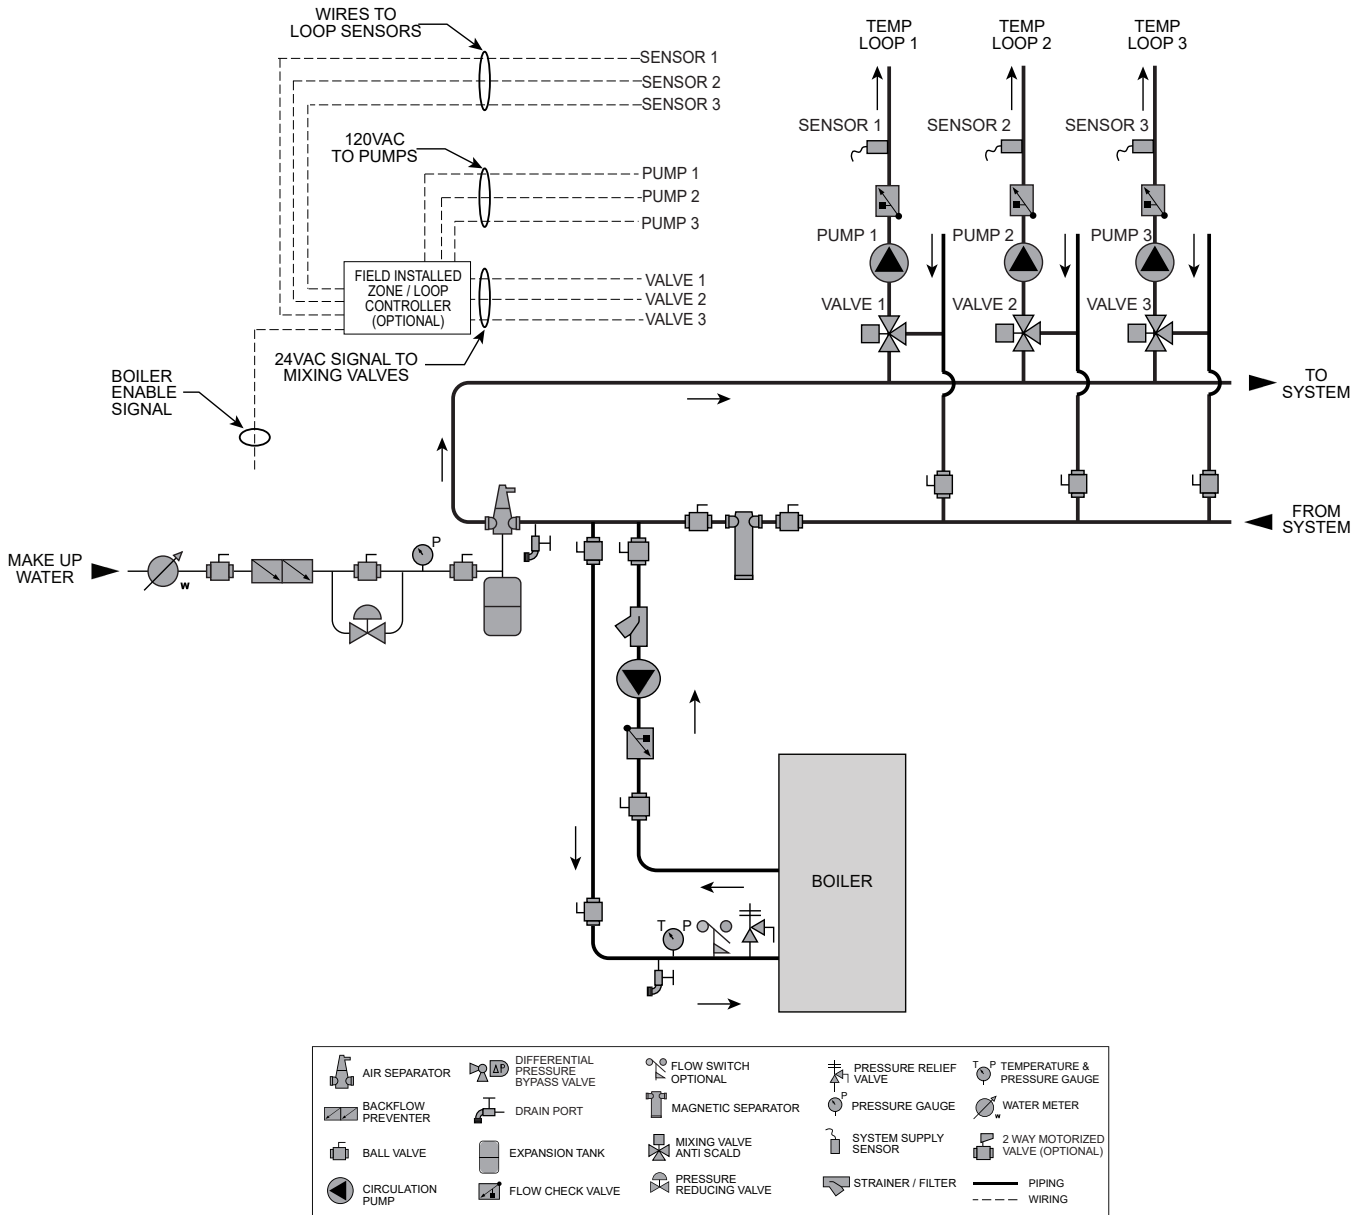 WIRES TO
LOOP SENSORS
SENSOR 1
SENSOR 2
SENSOR 3
120VAC
TO PUMPS
PUMP 1
PUMP 2
PUMP 3
FIELD INSTALLED
ZONE / LOOP
CONTROLLER
(OPTIONAL)
VALVE 1
VALVE 2
VALVE 3
24VAC SIGNAL TO
MIXING VALVES
BOILER
ENABLE
SIGNAL
TEMP
LOOP 1
TEMP
LOOP 2
TEMP
LOOP 3
SENSOR 1
SENSOR 2
SENSOR 3
PUMP 1
PUMP 2
PUMP 3
VALVE 1
VALVE 2
VALVE 3
TO
SYSTEM
FROM
SYSTEM
MAKE UP
WATER
W
P
BOILER
T
P
AIR SEPARATOR
ΔP
DIFFERENTIAL
PRESSURE
BYPASS VALVE
FLOW SWITCH
OPTIONAL
PRESSURE RELIEF
VALVE
T
P
TEMPERATURE &
PRESSURE GAUGE
BACKFLOW
PREVENTER
DRAIN PORT
MAGNETIC SEPARATOR
P
PRESSURE GAUGE
W
WATER METER
BALL VALVE
EXPANSION TANK
MIXING VALVE
ANTI SCALD
SYSTEM SUPPLY
SENSOR
2 WAY MOTORIZED
VALVE (OPTIONAL)
CIRCULATION
PUMP
FLOW CHECK VALVE
PRESSURE
REDUCING VALVE
STRAINER / FILTER
PIPING
WIRING